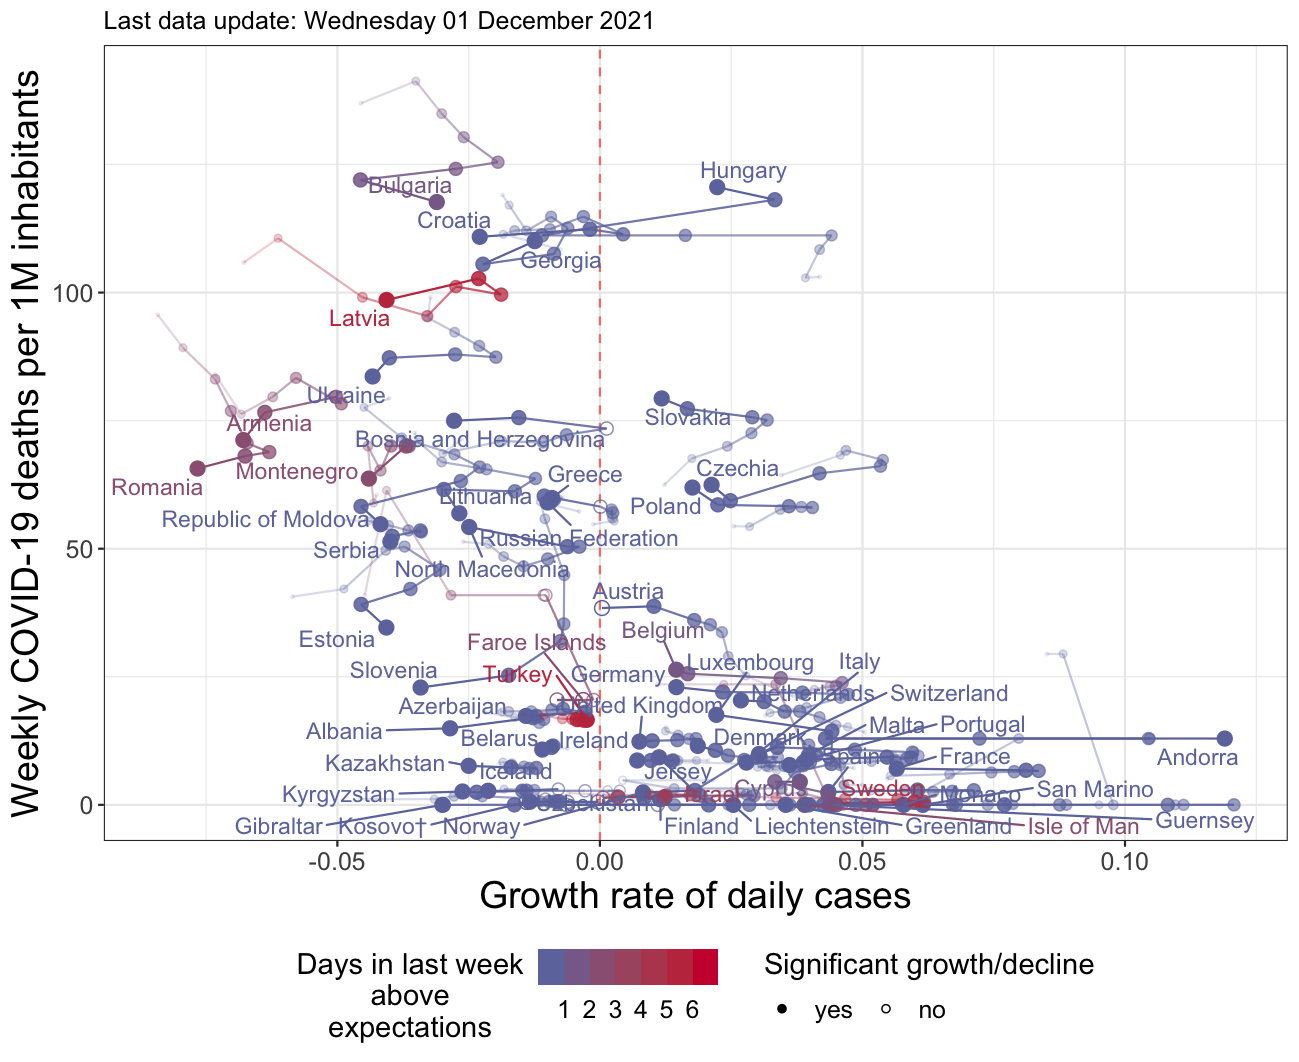 Last data update: Wednesday 01 December 2021
Weekly COVID-19 deaths per 1M inhabitants
100
50
0
Hungary
Bulgaria
Croatia
Georgia
Latvia
Ukraine
Slovakia
Armenia
Bosnia and Herzegovina
Montenegro
Greece
Czechia
Romania
Lithuania
Poland
Republic of Moldova
Russian Federation
Serbia
North Macedonia
Austria
Estonia
Faroe Islands
Belgium
Slovenia
Turkey
Germany
Luxembourg
Italy
Azerbaijan
United Kingdom
Netherlands
Switzerland
Albania
Belarus
Ireland
Denmark
Malta
Portugal
Kazakhstan
Iceland
Jersey
Spain
France
Andorra
Kyrgyzstan
Uzbekistan
Israel
Cyprus
Sweden
Monaco
San Marino
Gibraltar
Kosovo†
Norway
Finland
Liechtenstein
Greenland
Isle of Man
Guernsey
-0.05
0.00
0.05
0.10
Growth rate of daily cases
Days in last week
above
expectations
1 2 3 4 5 6
Significant growth/decline
yes
no